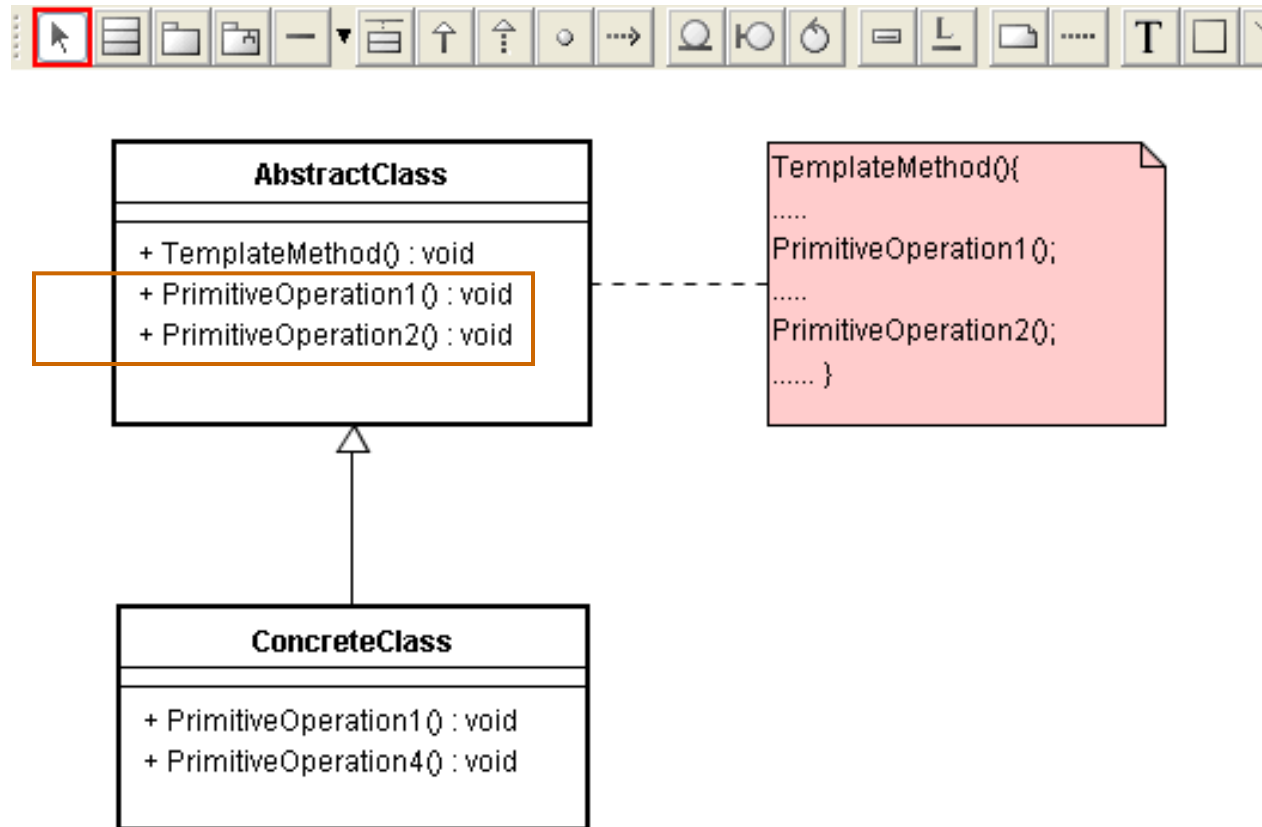 L
T
AbstractClass
+ TemplateMethod() : void
+ PrimitiveOperation1() : void
+ PrimitiveOperation2() : void
TemplateMethod(){
.....
PrimitiveOperation1();
.....
PrimitiveOperation2();
...... }
ConcreteClass
+ PrimitiveOperation1() : void
+ PrimitiveOperation4() : void